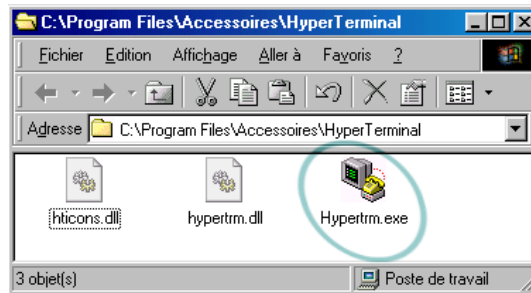 C:\Program Files\Accessoires\HyperTerminal
Fichier Edition Affichage Aller à Favoris ?
Adresse C:\Program Files\Accessoires\HyperTerminal
hticons.dll hypertrm.dll Hypertrm.exe
3 objet(s) Poste de travail